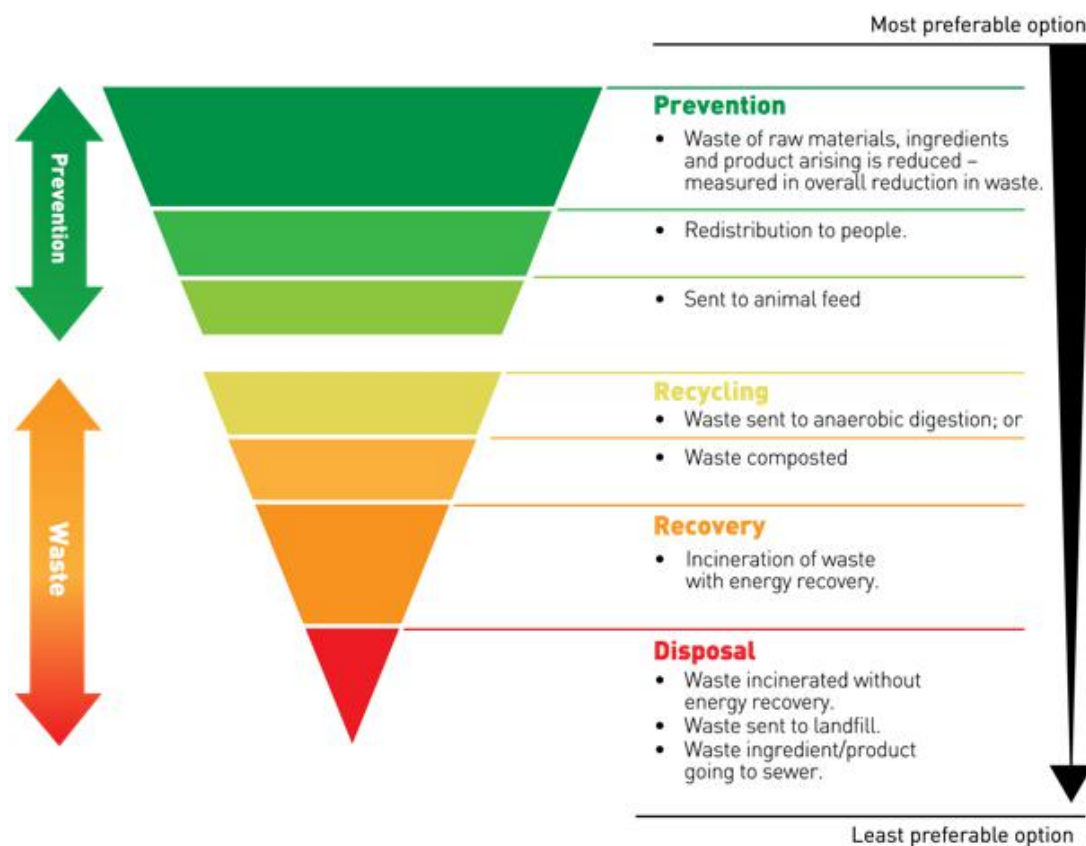 Most preferable option
Prevention
Prevention
• Waste of raw materials, ingredients
and product arising is reduced –
measured in overall reduction in waste.
• Redistribution to people.
• Sent to animal feed
Waste
Recycling
• Waste sent to anaerobic digestion; or
• Waste composted
Recovery
• Incineration of waste
with energy recovery.
Disposal
• Waste incinerated without
energy recovery.
• Waste sent to landfill.
• Waste ingredient/product
going to sewer.
Least preferable option